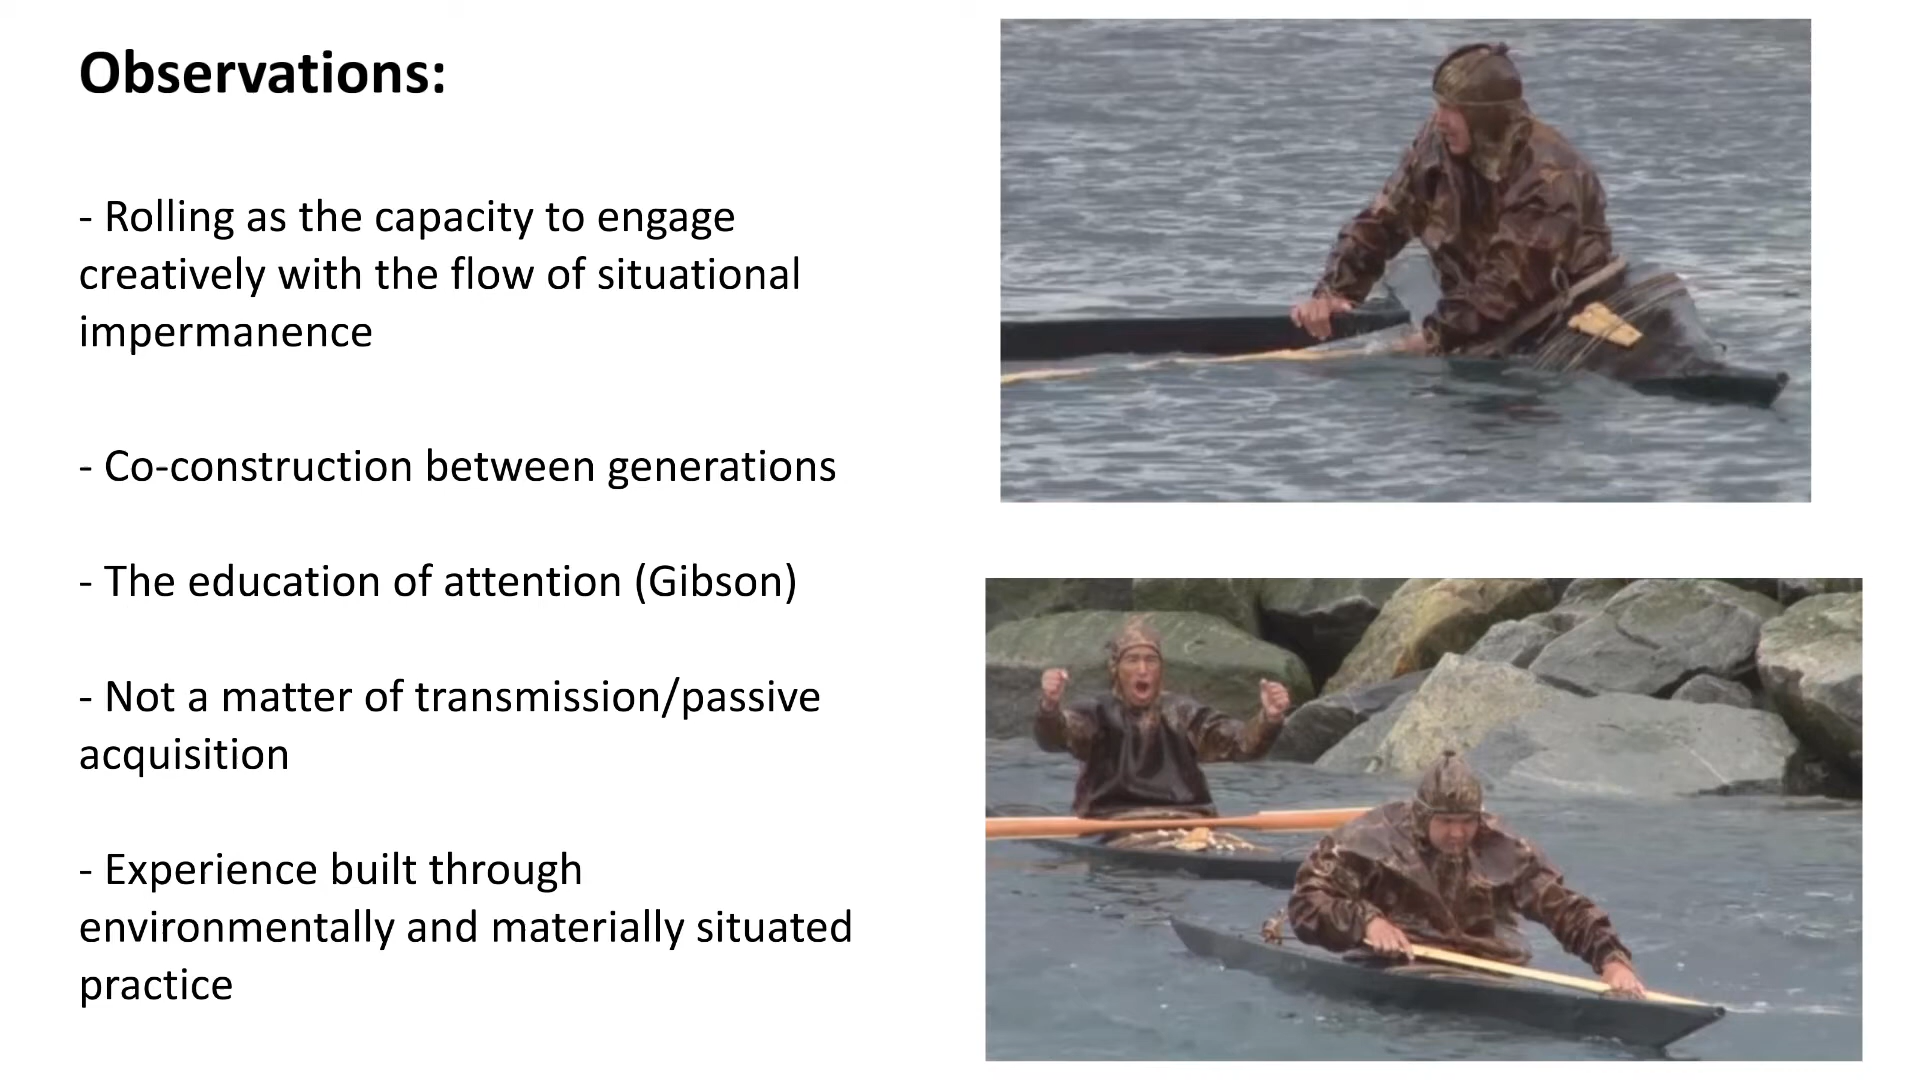 Observations:
- Rolling as the capacity to engage
creatively with the flow of situational
impermanence
- Co-construction between generations
- The education of attention (Gibson)
- Not a matter of transmission/passive
acquisition
- Experience built through
environmentally and materially situated
practice